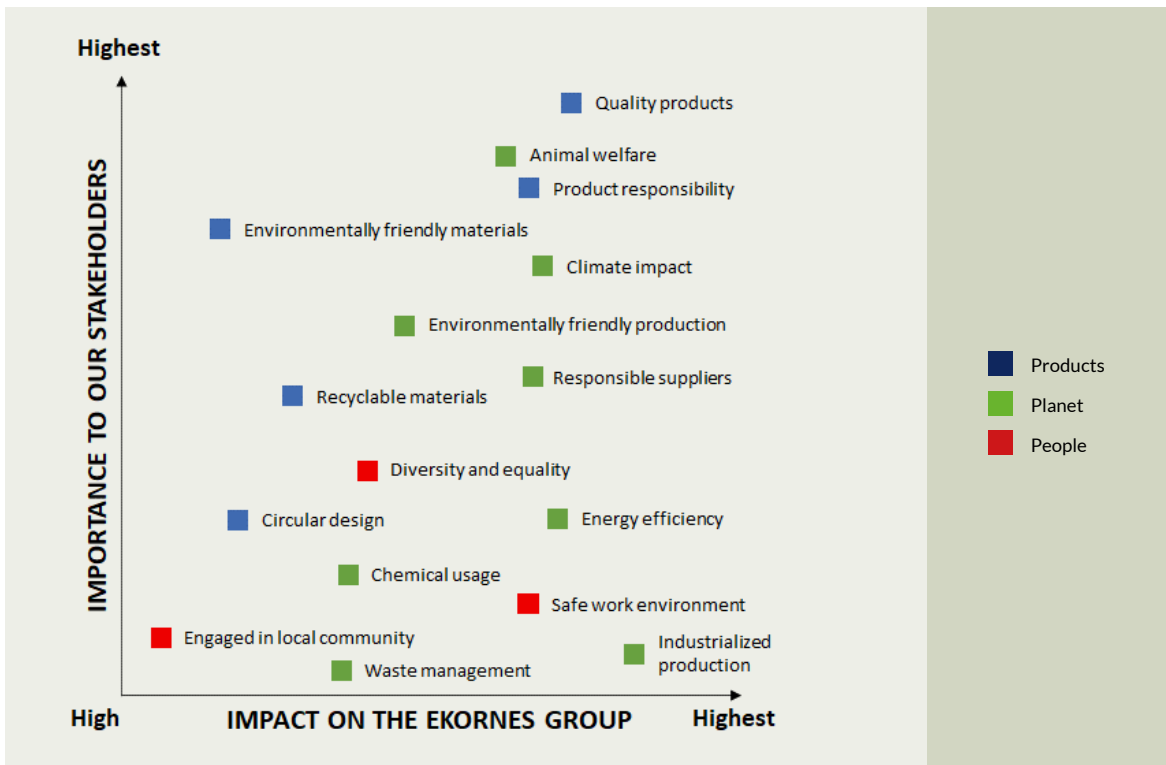 Highest
IMPORTANCE TO OUR STAKEHOLDERS
Quality products
Animal welfare
Product responsibility
Environmentally friendly materials
Climate impact
Environmentally friendly production
Responsible suppliers
Recyclable materials
Diversity and equality
Circular design
Energy efficiency
Chemical usage
Safe work environment
Engaged in local community
Industrialized
production
Waste management
High
IMPACT ON THE EKORNES GROUP
Highest
Products
Planet
People